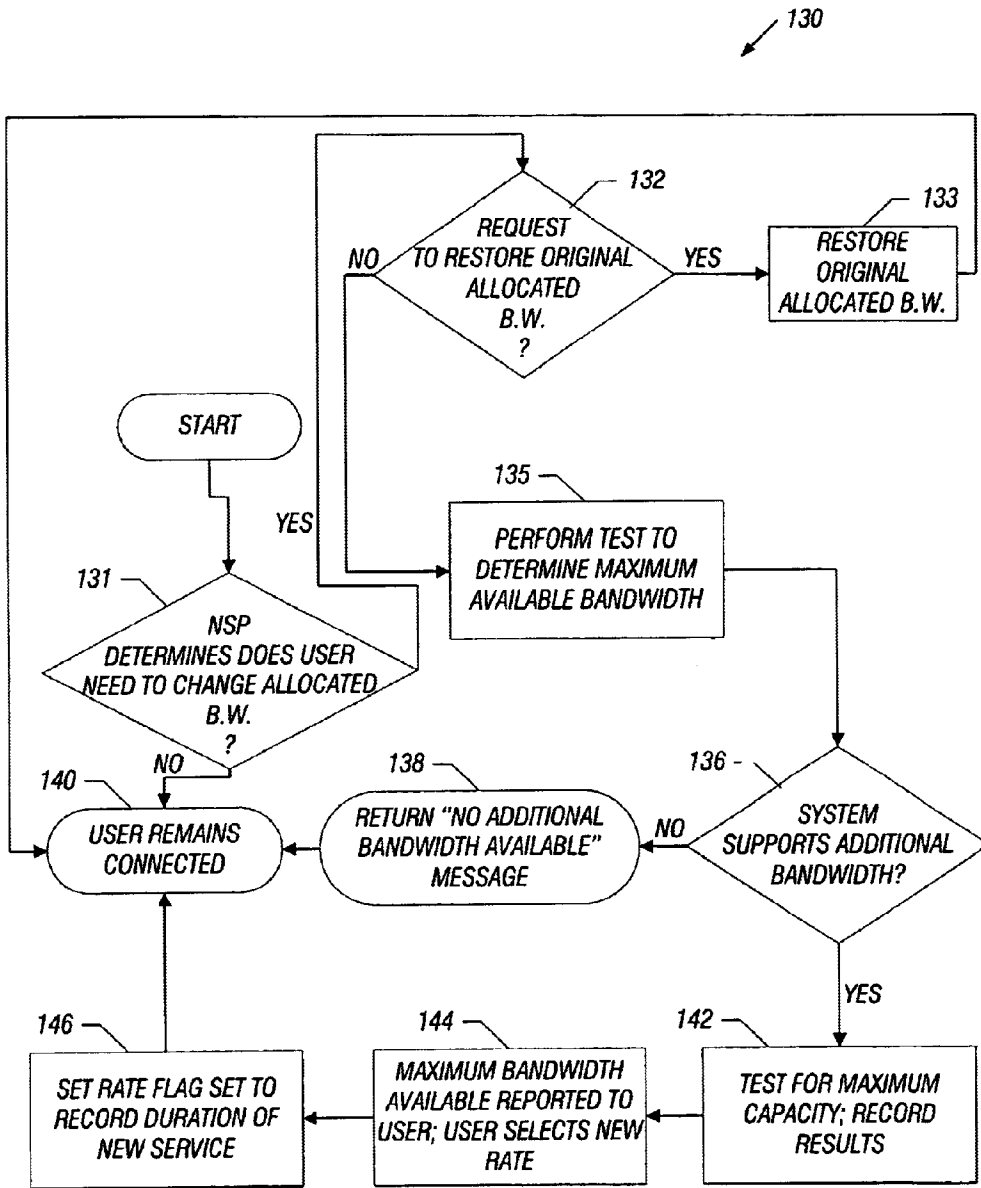 130
132
REQUEST
TO RESTORE ORIGINAL
ALLOCATED
B.W.
?
NO
YES
133
RESTORE
ORIGINAL
ALLOCATED B.W.
START
YES
135
PERFORM TEST TO
DETERMINE MAXIMUM
AVAILABLE BANDWIDTH
131
NSP
DETERMINES DOES USER
NEED TO CHANGE ALLOCATED
B.W.
?
NO
140
USER REMAINS
CONNECTED
138
RETURN "NO ADDITIONAL
BANDWIDTH AVAILABLE"
MESSAGE
NO
136
SYSTEM
SUPPORTS ADDITIONAL
BANDWIDTH?
YES
146
SET RATE FLAG SET TO
RECORD DURATION OF
NEW SERVICE
144
MAXIMUM BANDWIDTH
AVAILABLE REPORTED TO
USER; USER SELECTS NEW
RATE
142
TEST FOR MAXIMUM
CAPACITY; RECORD
RESULTS